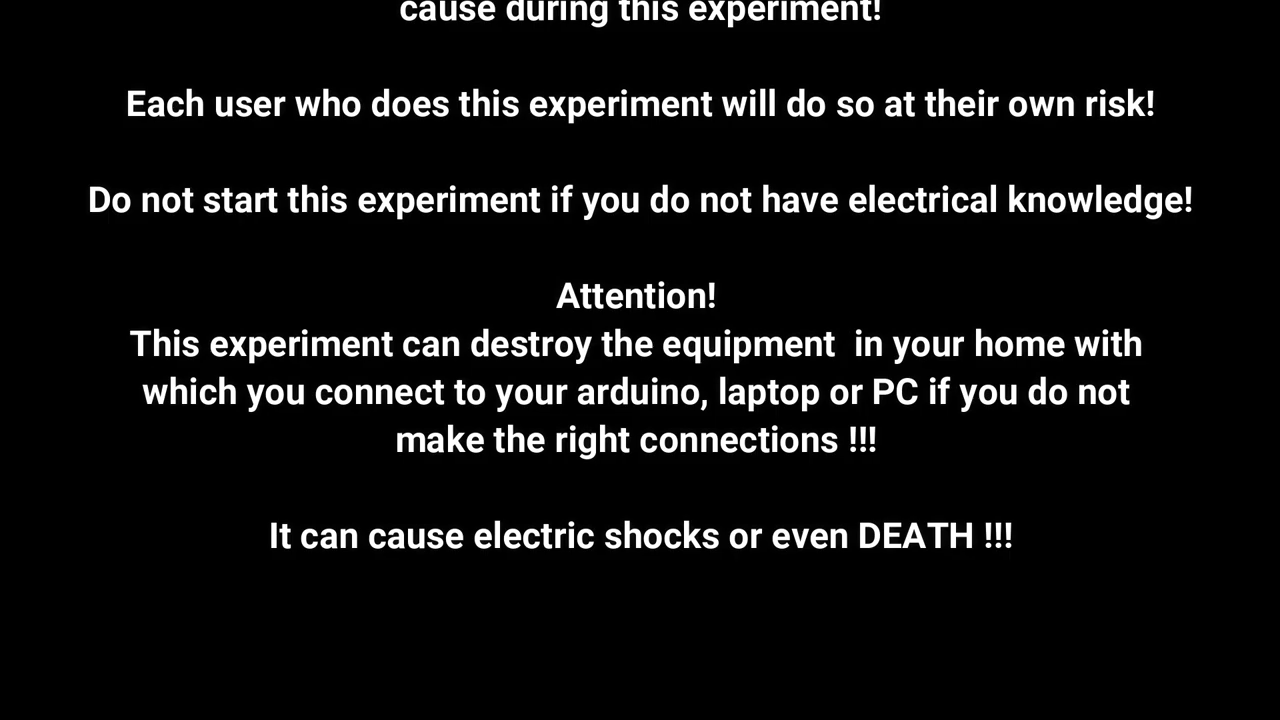 cause during this experiment!
Each user who does this experiment will do so at their own risk!
Do not start this experiment if you do not have electrical knowledge!
Attention!
This experiment can destroy the equipment  in your home with
which you connect to your arduino, laptop or PC if you do not
make the right connections !!!
It can cause electric shocks or even DEATH !!!